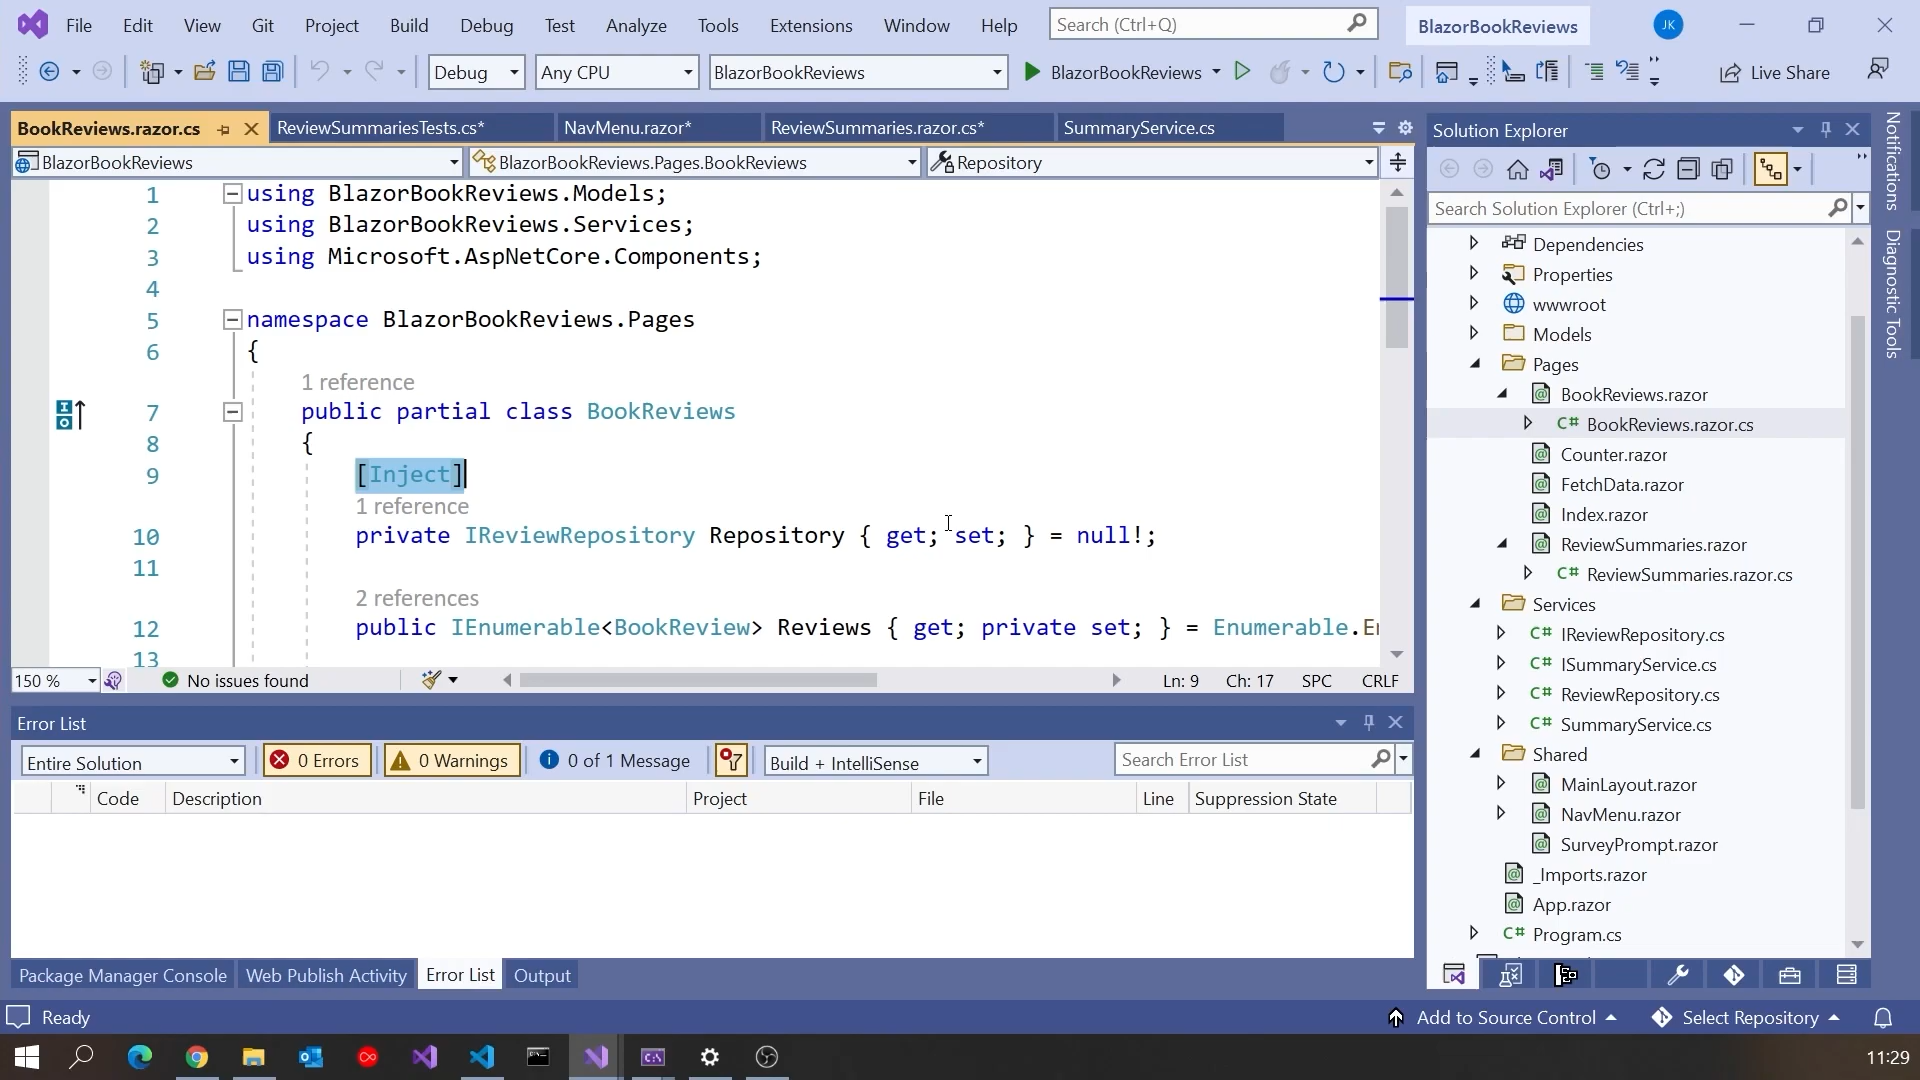 File Edit View Git Project Build Debug Test Analyze Tools Extensions Window Help Search (Ctrl+Q) BlazorBookReviews JK
Debug Any CPU BlazorBookReviews BlazorBookReviews Live Share
BookReviews.razor.cs ReviewSummariesTests.cs* NavMenu.razor* ReviewSummaries.razor.cs* SummaryService.cs
BlazorBookReviews BlazorBookReviews.Pages.BookReviews Repository
1 using BlazorBookReviews.Models;
2 using BlazorBookReviews.Services;
3 using Microsoft.AspNetCore.Components;
4
5 namespace BlazorBookReviews.Pages
6 {
1 reference
7 public partial class BookReviews
8 {
9 [Inject]
1 reference
10 private IReviewRepository Repository { get; set; } = null!;
11
2 references
12 public IEnumerable<BookReview> Reviews { get; private set; } = Enumerable.
13
150 % No issues found Ln: 9 Ch: 17 SPC CRLF
Error List
Entire Solution 0 Errors 0 Warnings 0 of 1 Message Build + IntelliSense Search Error List
Code Description Project File Line Suppression State
Package Manager Console Web Publish Activity Error List Output
Solution Explorer
Search Solution Explorer (Ctrl+;)
Dependencies
Properties
wwwroot
Models
Pages
BookReviews.razor
C# BookReviews.razor.cs
Counter.razor
FetchData.razor
Index.razor
ReviewSummaries.razor
C# ReviewSummaries.razor.cs
Services
C# IReviewRepository.cs
C# ISummaryService.cs
C# ReviewRepository.cs
C# SummaryService.cs
Shared
MainLayout.razor
NavMenu.razor
SurveyPrompt.razor
_Imports.razor
App.razor
C# Program.cs
Notifications
Diagnostic Tools
Ready Add to Source Control Select Repository
11:29